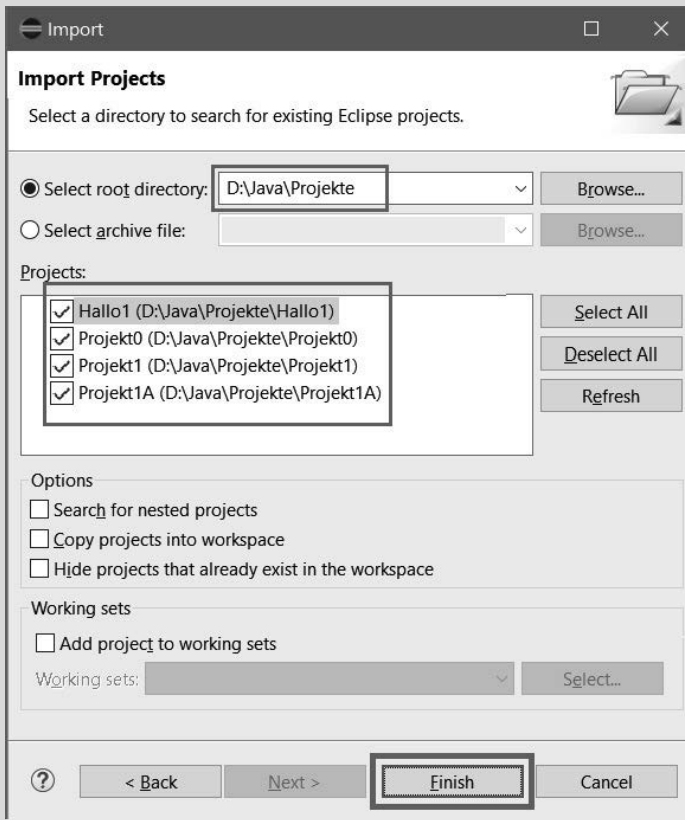 Import
Import Projects
Select a directory to search for existing Eclipse projects.
Select root directory: D:\Java\Projekte Browse...
Select archive file: Browse...
Projects:
Hallo1 (D:\Java\Projekte\Hallo1)
Projekt0 (D:\Java\Projekte\Projekt0)
Projekt1 (D:\Java\Projekte\Projekt1)
Projekt1A (D:\Java\Projekte\Projekt1A)
Select All
Deselect All
Refresh
Options
Search for nested projects
Copy projects into workspace
Hide projects that already exist in the workspace
Working sets
Add project to working sets
Working sets: Select...
? < Back Next > Finish Cancel